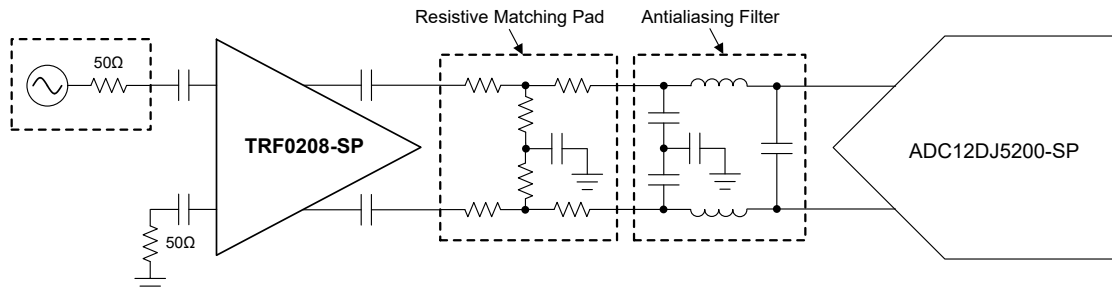 Resistive Matching Pad
Antialiasing Filter
50Ω
TRF0208-SP
ADC12DJ5200-SP
50Ω